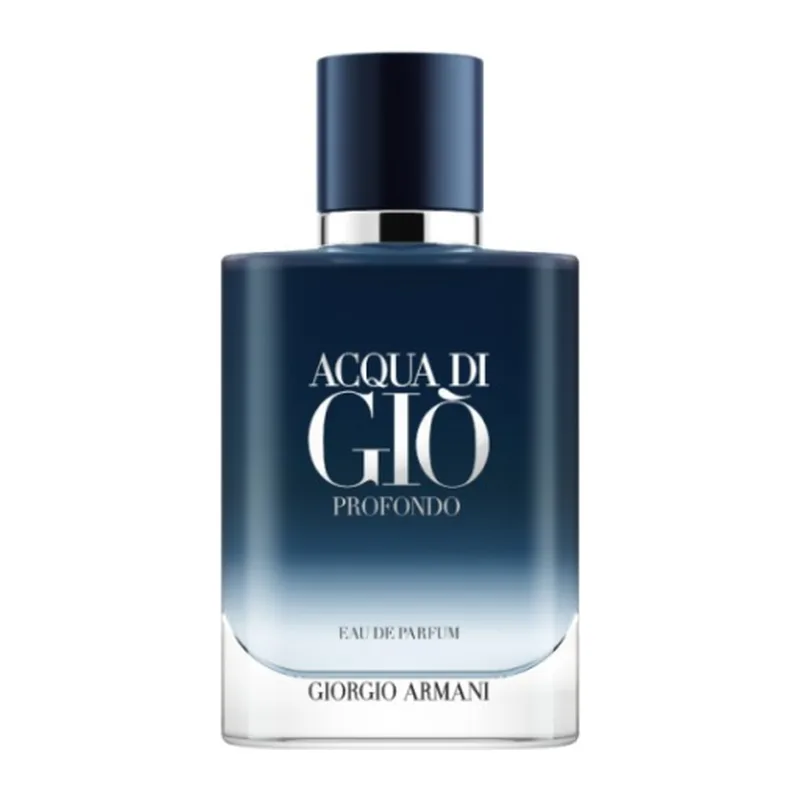 ACQUA DI
GIÒ
PROFONDO
EAU DE PARFUM
GIORGIO ARMANI